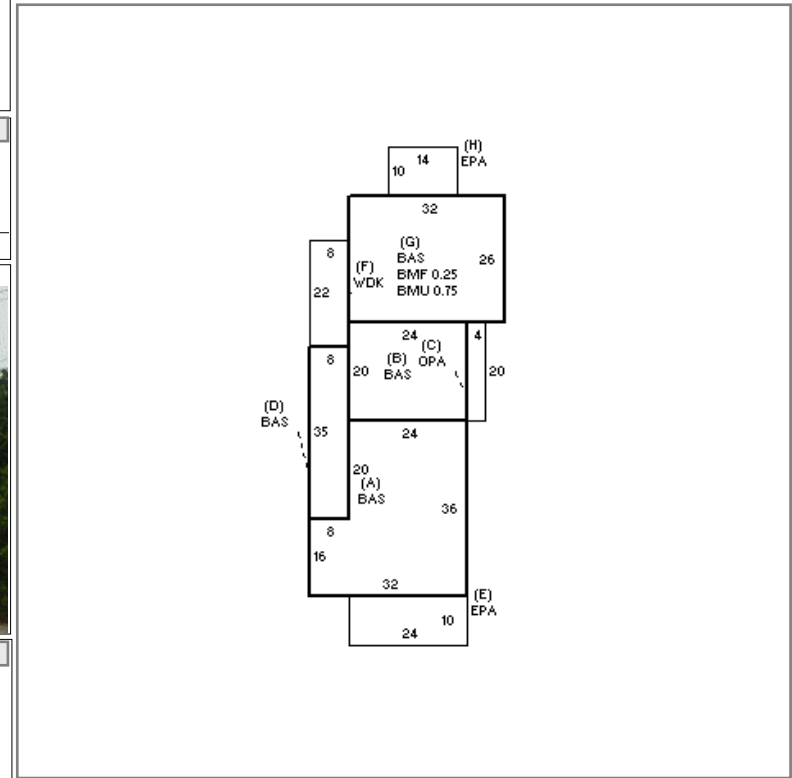 (H)
14
EPA
10
32
(G)
8
BAS
26
(F)
BMF 0.25
WDK
22
BMU 0.75
24
4
(C)
8
(B)
OPA
20
BAS
20
(D)
BAS
35
24
20
(A)
BAS
36
8
16
32
(E)
EPA
10
24